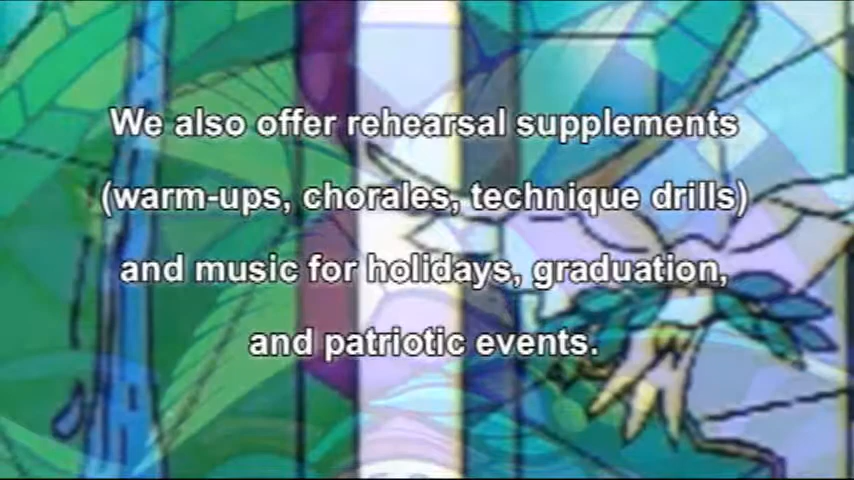 We also offer rehearsal supplements
(warm-ups, chorales, technique drills)
and music for holidays, graduation,
and patriotic events.